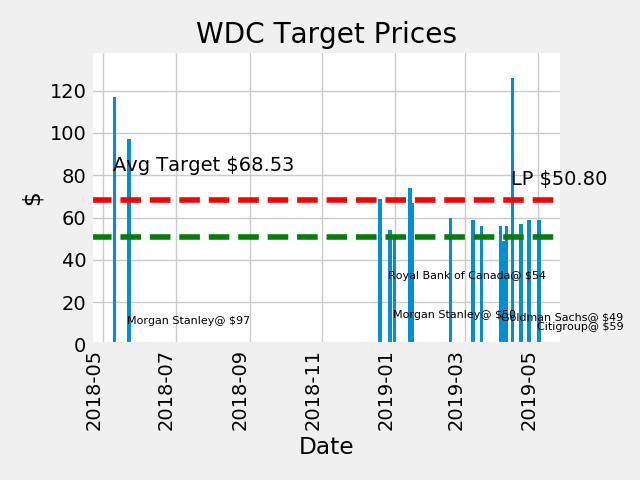 WDC Target Prices
120
100
80
60
40
20
0
$
Avg Target $68.53
LP $50.80
Royal Bank of Canada@ $54
Morgan Stanley@ $50
Goldman Sachs@ $49
Morgan Stanley@ $97
Citigroup@ $59
2018-05
2018-07
2018-09
2018-11
2019-01
2019-03
2019-05
Date